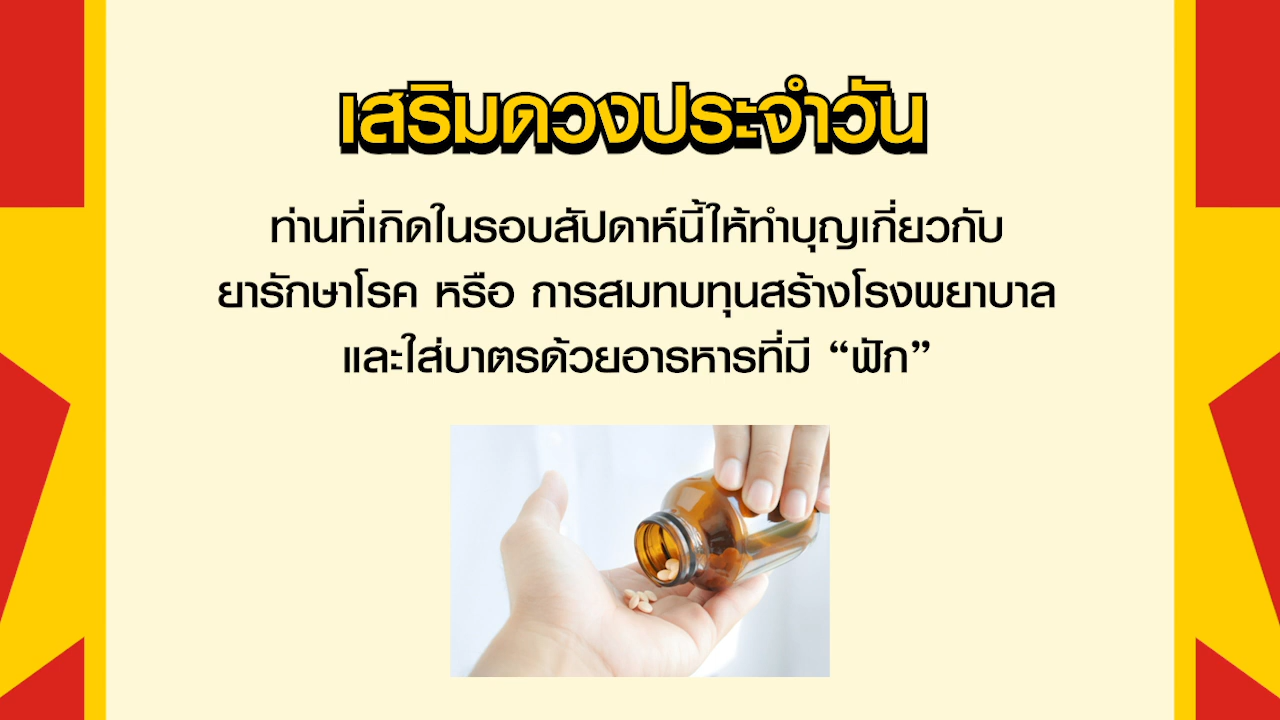 เสริมดวงประจำวัน
ท่านที่เกิดในรอบสัปดาห์นี้ให้ทำบุญเกี่ยวกับ
ยารักษาโรค หรือ การสมทบทุนสร้างโรงพยาบาล
และใส่บาตรด้วยอารหารที่มี “ฟัก”